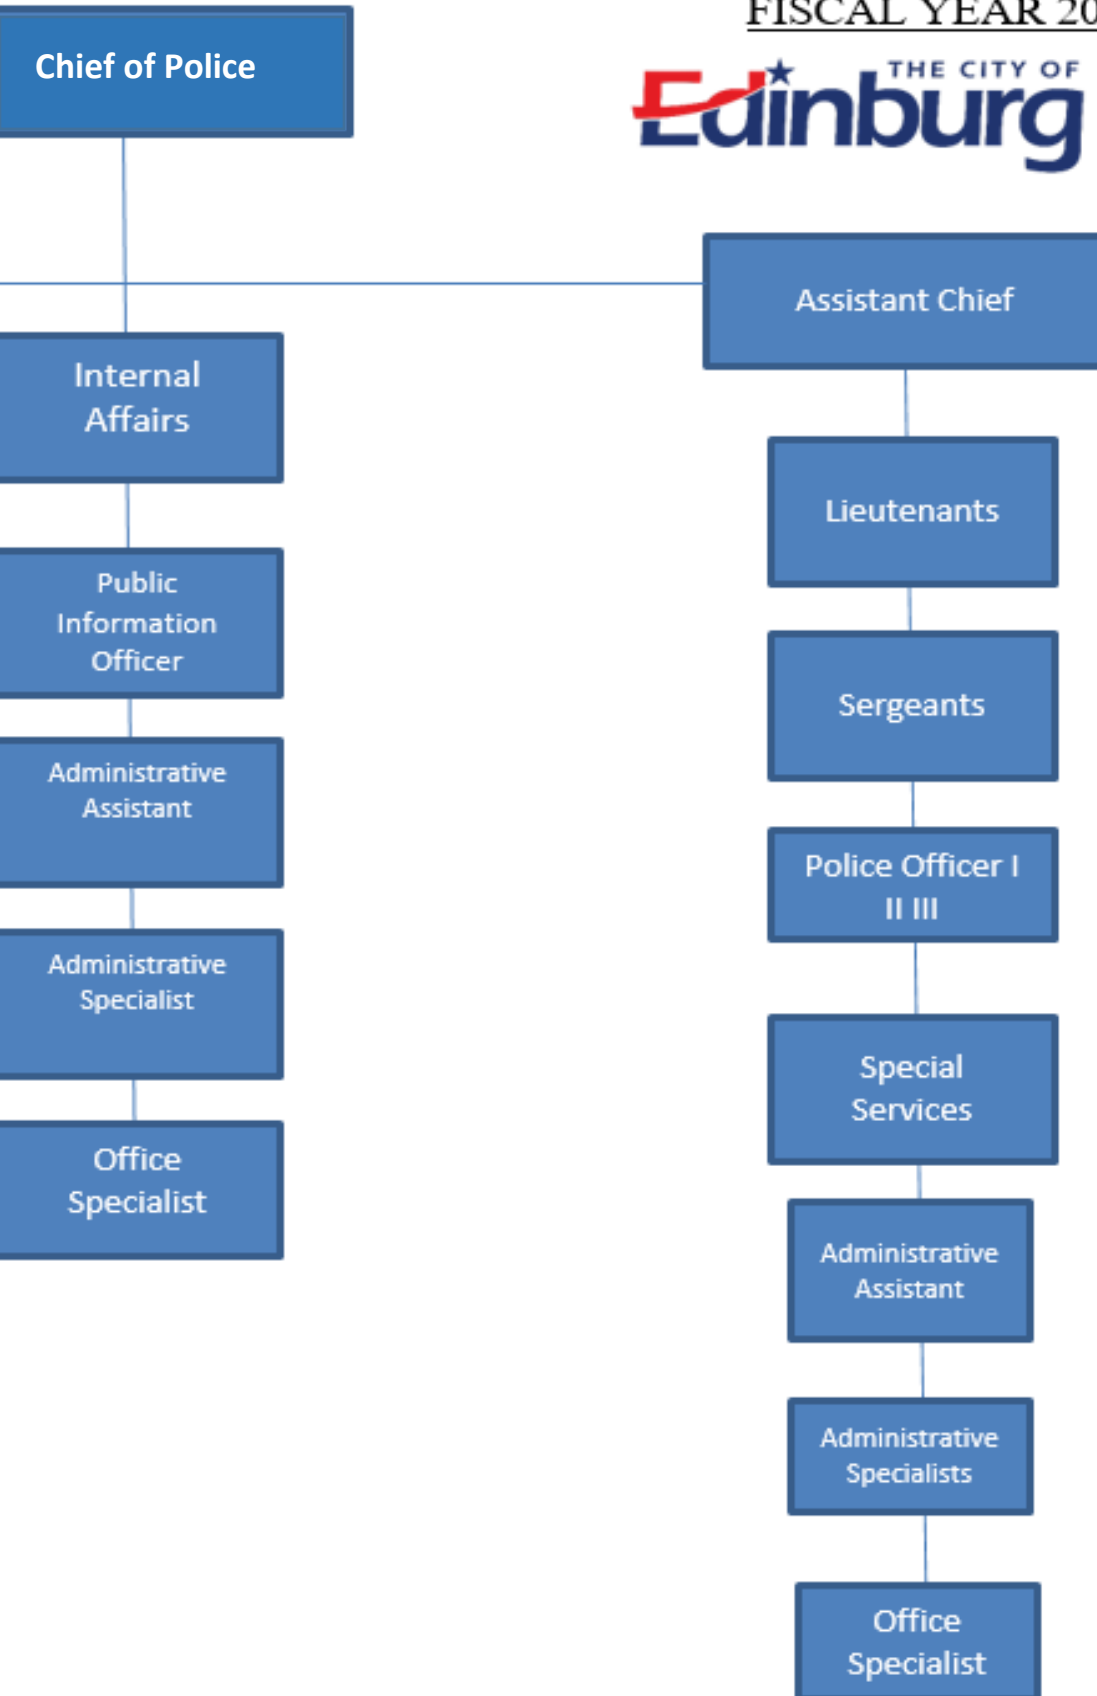 FISCAL YEAR 20
Chief of Police
THE CITY OF
Edinburg
Assistant Chief
Internal
Affairs
Lieutenants
Public
Information
Officer
Sergeants
Administrative
Assistant
Police Officer I
II III
Administrative
Specialist
Special
Services
Office
Specialist
Administrative
Assistant
Administrative
Specialists
Office
Specialist